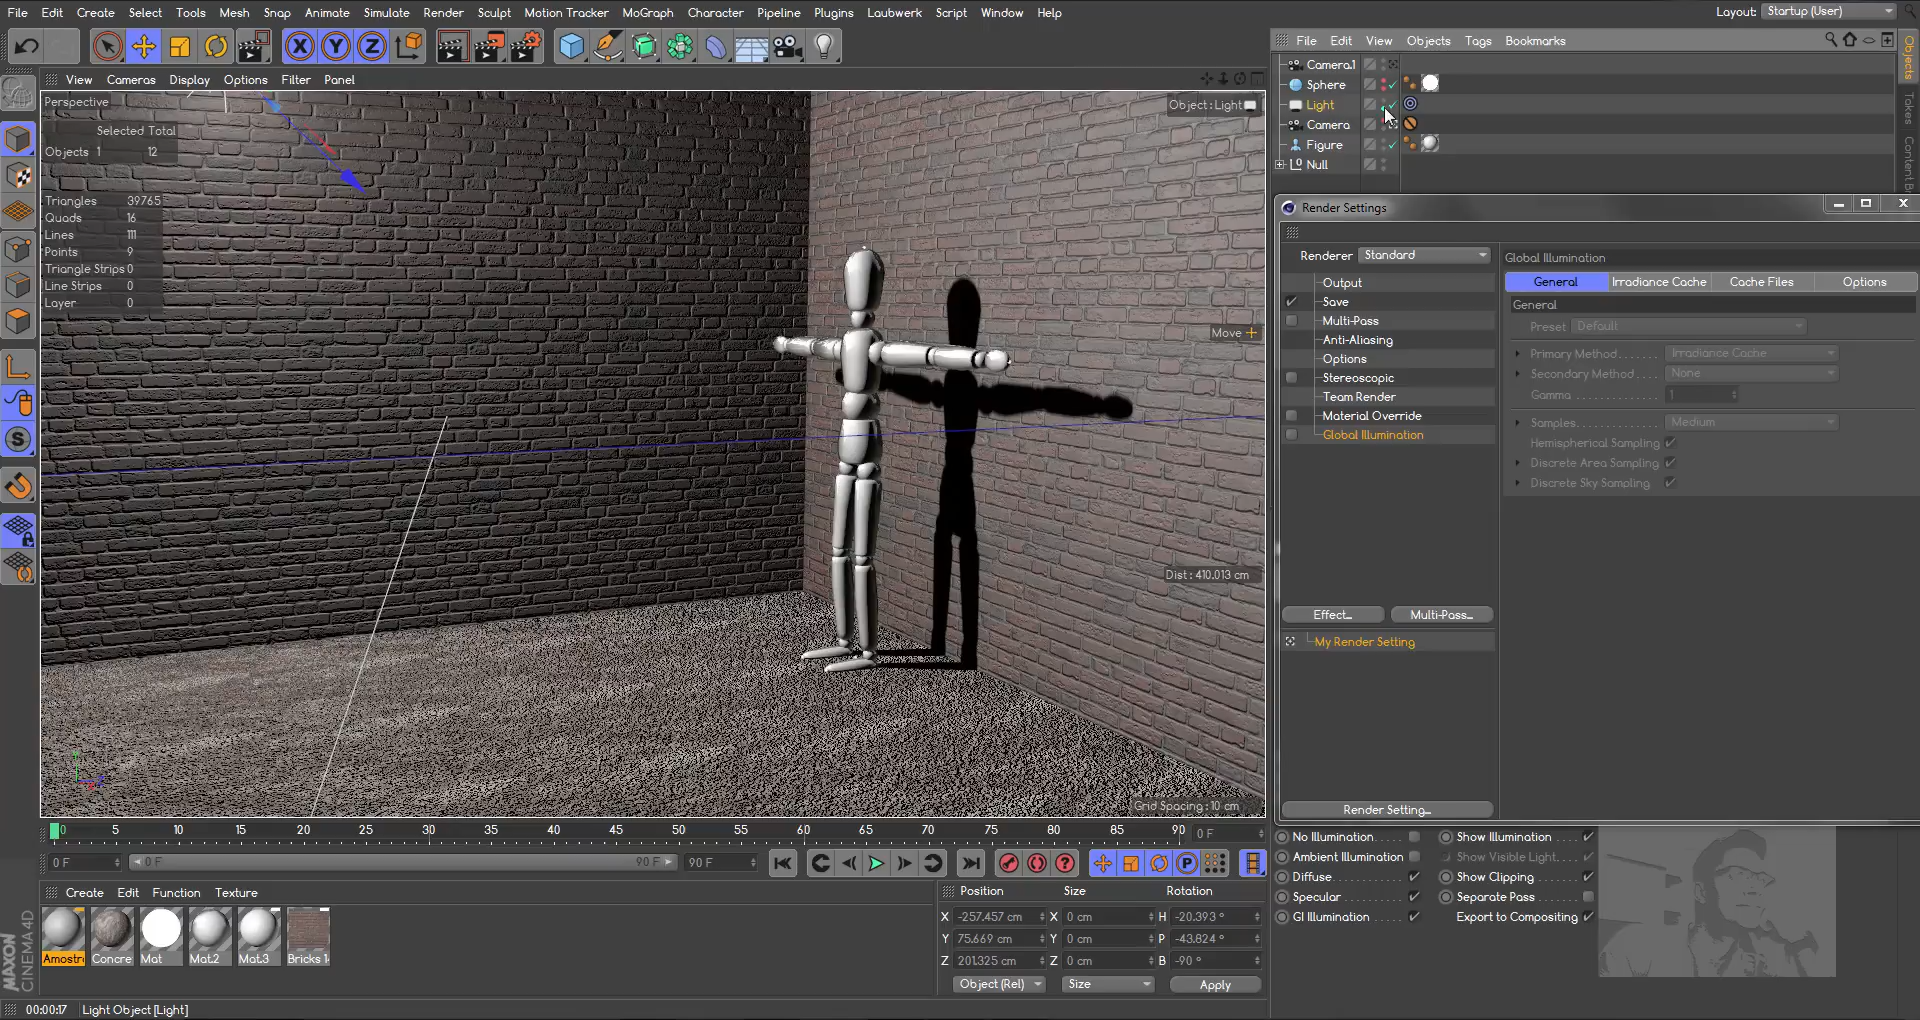 File Edit Create Select Tools Mesh Snap Animate Simulate Render Sculpt Motion Tracker MoGraph Character Pipeline Plugins Laubwerk Script Window Help
Layout: Startup (User)
File Edit View Objects Tags Bookmarks
Objects
Takes
Camera.1
Sphere
Light
Camera
Figure
Null
View Cameras Display Options Filter Panel
Perspective
Object : Light
Selected Total
Objects 1 12
Triangles 39765
Quads 16
Lines 111
Points 9
Triangle Strips 0
Line Strips 0
Layer 0
Move
Dist : 410.013 cm
Grid Spacing : 10 cm
Render Settings
Renderer Standard
Output
Save
Multi-Pass
Anti-Aliasing
Options
Stereoscopic
Team Render
Material Override
Global Illumination
Effect...
Multi-Pass...
My Render Setting
Render Setting...
Global Illumination
General Irradiance Cache Cache Files Options
General
Preset Default
Primary Method . . . . . . . Irradiance Cache
Secondary Method . . . . None
Gamma . . . . . . . . . . . . . . 1
Samples . . . . . . . . . . . . . Medium
Hemispherical Sampling
Discrete Area Sampling
Discrete Sky Sampling
0 5 10 15 20 25 30 35 40 45 50 55 60 65 70 75 80 85 90 0 F
0 F 0 F 90 F 90 F
No Illumination . . . . . Show Illumination . . . .
Ambient Illumination Show Visible Light. . . .
Diffuse . . . . . . . . . . . . Show Clipping . . . . . . .
Specular . . . . . . . . . . Separate Pass . . . . . .
GI Illumination . . . . . Export to Compositing
Create Edit Function Texture
Amostr
Concre
Mat
Mat.2
Mat.3
Bricks 1
Position Size Rotation
X -257.457 cm X 0 cm H -20.393 °
Y 75.669 cm Y 0 cm P -43.824 °
Z 201.325 cm Z 0 cm B -90 °
Object (Rel) Size Apply
MAXON
CINEMA 4D
00:00:17 Light Object [Light]